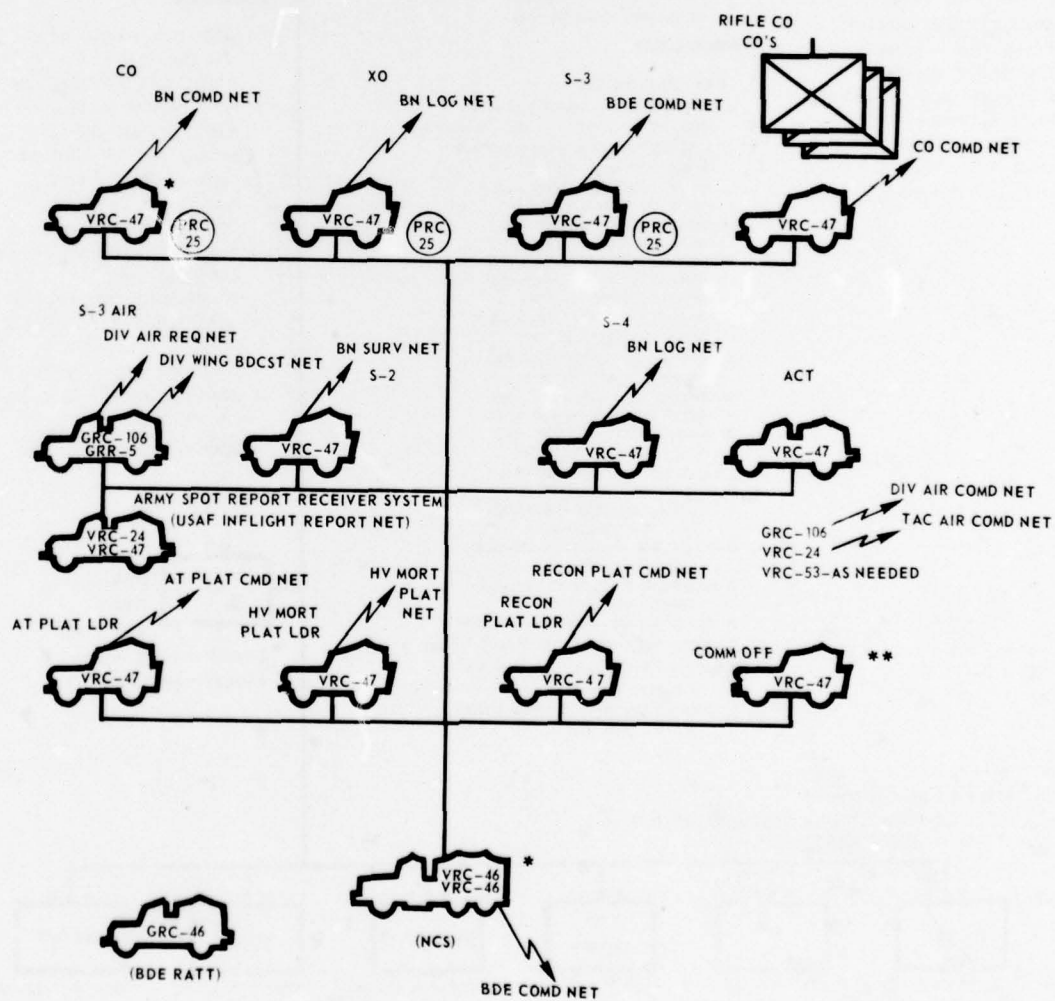 RIFLE CO
CO'S
CO
XO
S-3
BN COMD NET
BN LOG NET
BDE COMD NET
CO COMD NET
VRC-47
*
PRC
25
VRC-47
PRC
25
VRC-47
PRC
25
VRC-47
S-3 AIR
DIV AIR REQ NET
DIV WING BDCST NET
BN SURV NET
S-2
S-4
BN LOG NET
ACT
GRC-106
GRR-5
VRC-47
VRC-47
VRC-47
ARMY SPOT REPORT RECEIVER SYSTEM
(USAF INFLIGHT REPORT NET)
VRC-24
VRC-47
DIV AIR COMD NET
GRC-106
TAC AIR COMD NET
VRC-24
VRC-53-AS NEEDED
AT PLAT CMD NET
AT PLAT LDR
HV MORT
PLAT
NET
HV MORT
PLAT LDR
RECON PLAT CMD NET
RECON
PLAT LDR
COMM OFF
**
VRC-47
VRC-47
VRC-47
VRC-47
VRC-46
VRC-46
*
(NCS)
GRC-46
(BDE RATT)
BDE COMD NET